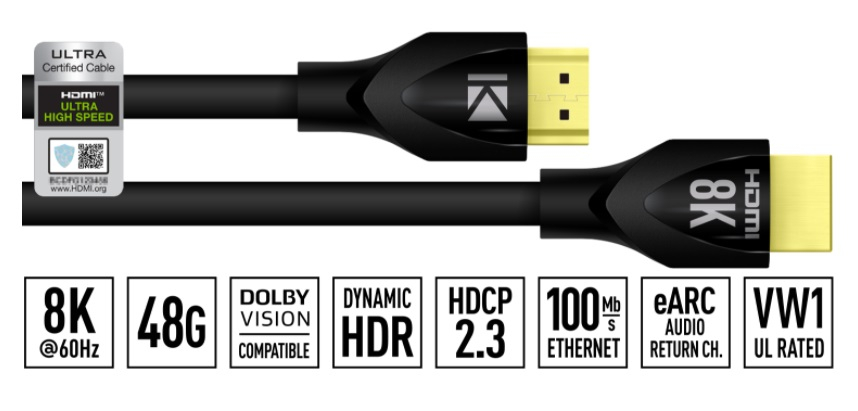 ULTRA
Certified Cable
HDMI™
ULTRA
HIGH SPEED
www.HDMI.org
K
8K
HDMI
8K
@60Hz
48G
DOLBY
VISION
COMPATIBLE
DYNAMIC
HDR
HDCP
2.3
100 Mb/s
ETHERNET
eARC
AUDIO
RETURN CH.
VW1
UL RATED